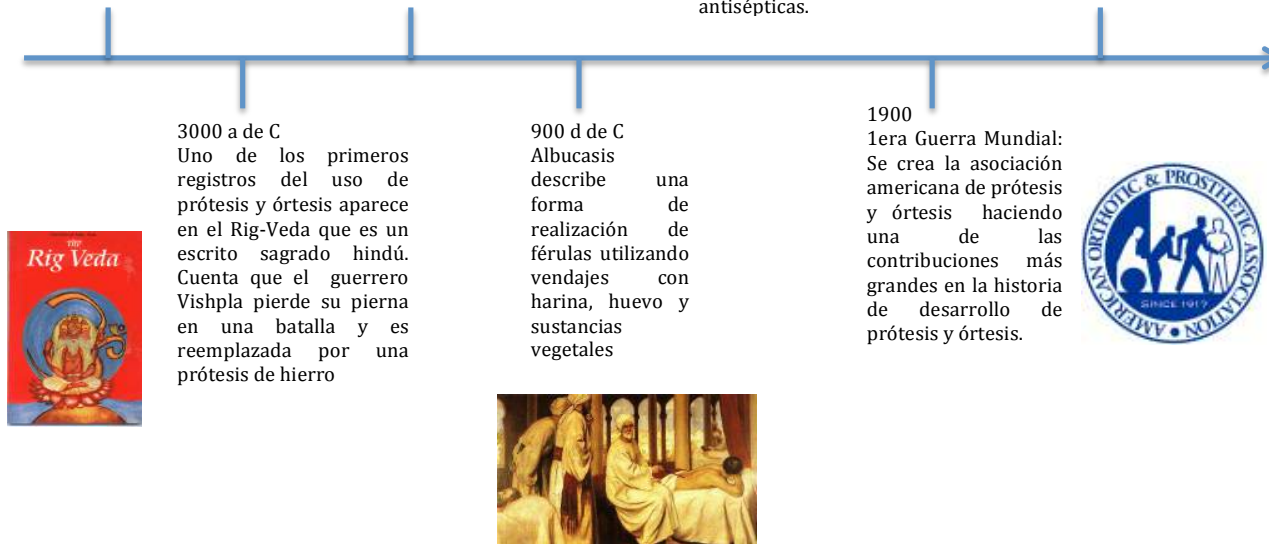 antisépticas.
3000 a de C
Uno de los primeros
registros del uso de
prótesis y órtesis aparece
en el Rig-Veda que es un
escrito sagrado hindú.
Cuenta que el guerrero
Vishpla pierde su pierna
en una batalla y es
reemplazada por una
prótesis de hierro
900 d de C
Albucasis
describe una
forma de
realización de
férulas utilizando
vendajes con
harina, huevo y
sustancias
vegetales
1900
1era Guerra Mundial:
Se crea la asociación
americana de prótesis
y órtesis haciendo
una de las
contribuciones más
grandes en la historia
de desarrollo de
prótesis y órtesis.
THE
Rig Veda
AMERICAN ORTHOTIC & PROSTHETIC ASSOCIATION
SINCE 1917